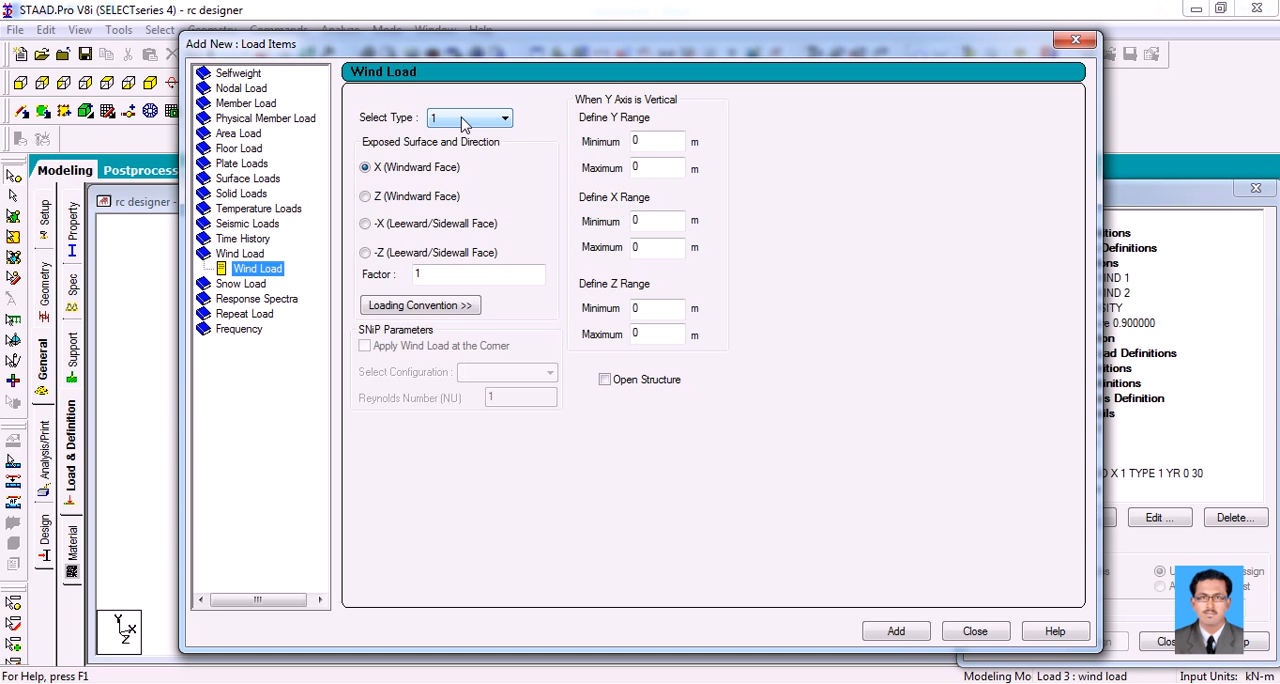 STAAD.Pro V8i (SELECTseries 4) - rc designer
File Edit View Tools Select
Add New : Load Items
Selfweight
Nodal Load
Member Load
Physical Member Load
Area Load
Floor Load
Plate Loads
Surface Loads
Solid Loads
Temperature Loads
Seismic Loads
Time History
Wind Load
Wind Load
Snow Load
Response Spectra
Repeat Load
Frequency
Wind Load
Select Type : 1
Exposed Surface and Direction
X (Windward Face)
Z (Windward Face)
-X (Leeward/Sidewall Face)
-Z (Leeward/Sidewall Face)
Factor : 1
Loading Convention >>
SNiP Parameters
Apply Wind Load at the Corner
Select Configuration :
Reynolds Number (NU) 1
When Y Axis is Vertical
Define Y Range
Minimum 0 m
Maximum 0 m
Define X Range
Minimum 0 m
Maximum 0 m
Define Z Range
Minimum 0 m
Maximum 0 m
Open Structure
Add Close Help
Modeling Postprocess
rc designer -
Setup
Geometry
General
Analysis/Print
Design
Property
Spec
Support
Load & Definition
Material
Y
X
Z
ND 1
ND 2
SITY
e 0.900000
ad Definitions
s Definition
D X 1 TYPE 1 YR 0 30
Edit ... Delete...
For Help, press F1
Modeling Mo Load 3 : wind load Input Units: kN-m